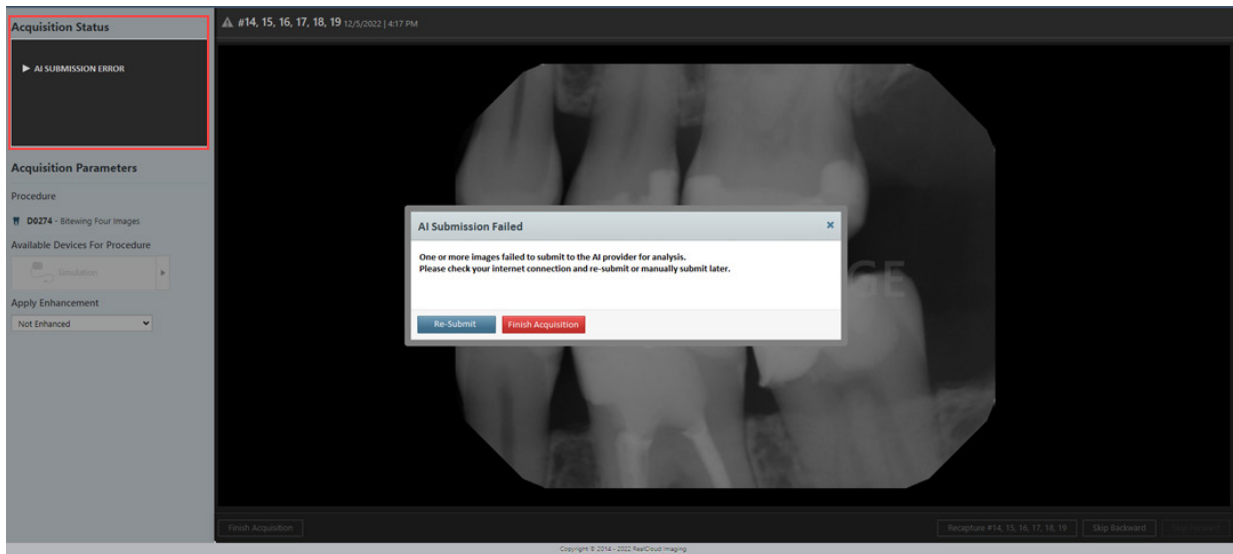 Acquisition Status
AI SUBMISSION ERROR
Acquisition Parameters
Procedure
D0274 - Bitewing Four Images
Available Devices For Procedure
Simulation
Apply Enhancement
Not Enhanced
#14, 15, 16, 17, 18, 19 12/5/2022 | 4:17 PM
AI Submission Failed
One or more images failed to submit to the AI provider for analysis.
Please check your internet connection and re-submit or manually submit later.
Re-Submit
Finish Acquisition
Finish Acquisition
Recapture #14, 15, 16, 17, 18, 19
Skip Backward
Skip Forward
Copyright © 2014 - 2022 RealCloud Imaging